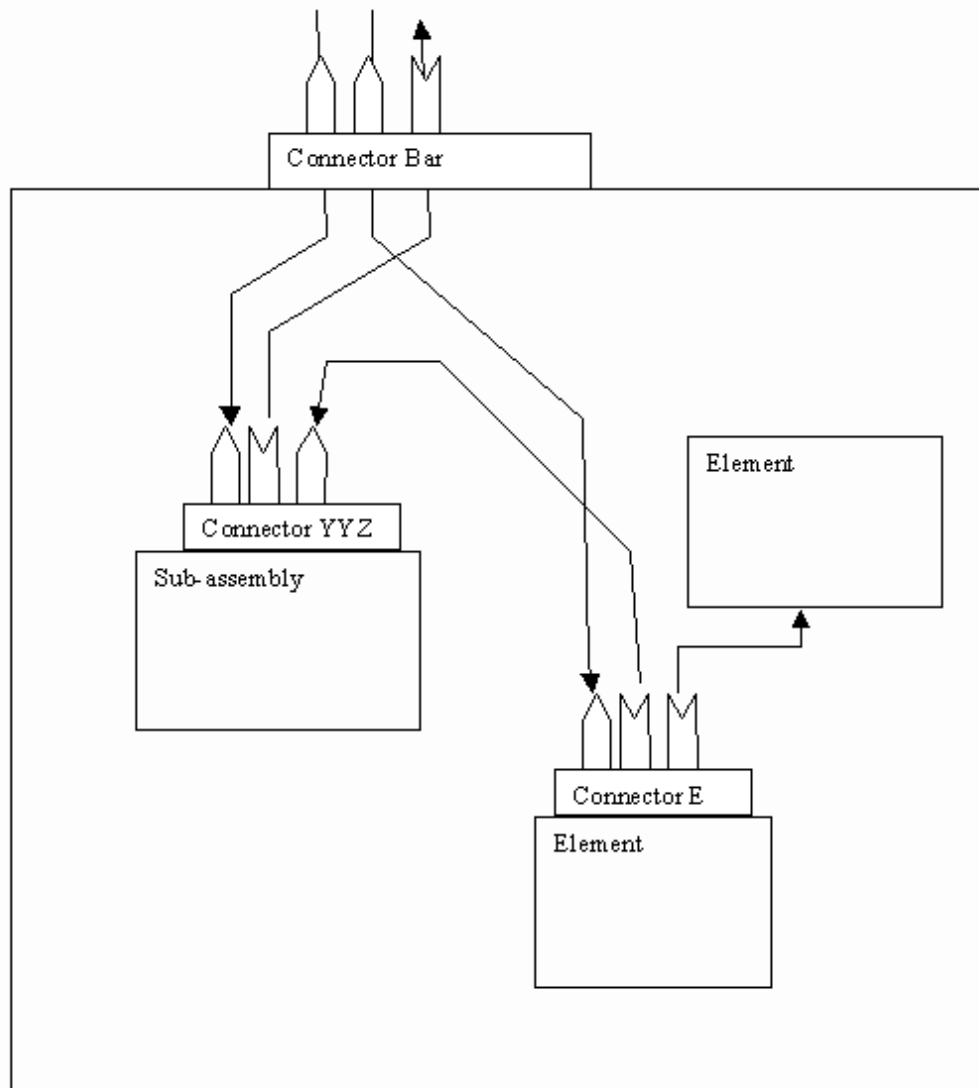 Connector Bar
Element
Connector YYZ
Sub-assembly
Connector E
Element